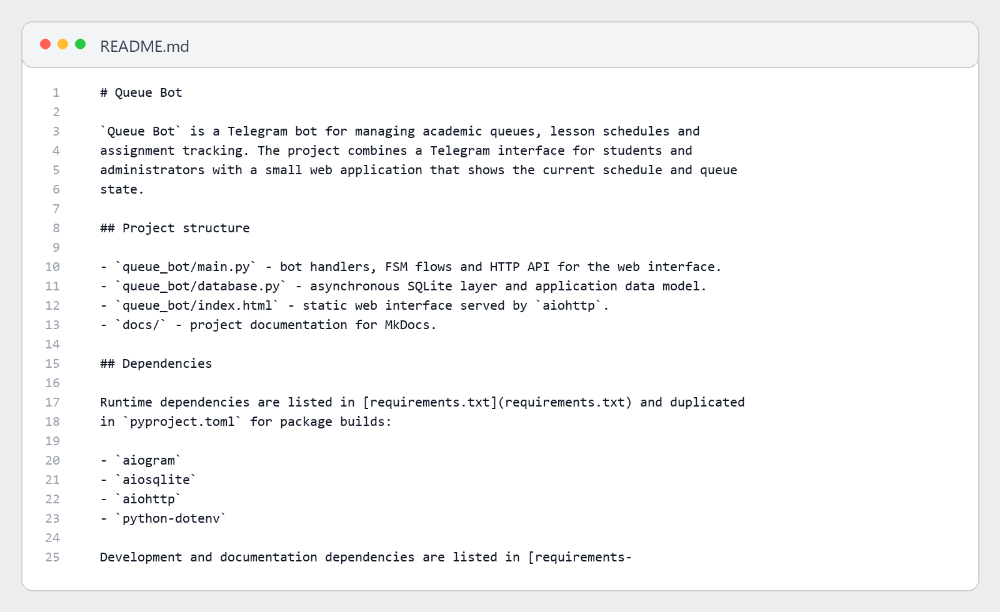 README.md
1 # Queue Bot
2
3 `Queue Bot` is a Telegram bot for managing academic queues, lesson schedules and
4 assignment tracking. The project combines a Telegram interface for students and
5 administrators with a small web application that shows the current schedule and queue
6 state.
7
8 ## Project structure
9
10 - `queue_bot/main.py` - bot handlers, FSM flows and HTTP API for the web interface.
11 - `queue_bot/database.py` - asynchronous SQLite layer and application data model.
12 - `queue_bot/index.html` - static web interface served by `aiohttp`.
13 - `docs/` - project documentation for MkDocs.
14
15 ## Dependencies
16
17 Runtime dependencies are listed in [requirements.txt](requirements.txt) and duplicated
18 in `pyproject.toml` for package builds:
19
20 - `aiogram`
21 - `aiosqlite`
22 - `aiohttp`
23 - `python-dotenv`
24
25 Development and documentation dependencies are listed in [requirements-